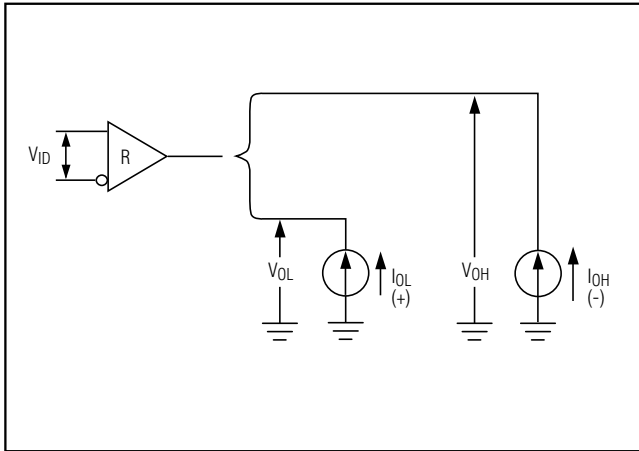 R
VID
VOL
IOL
(+)
VOH
IOH
(-)